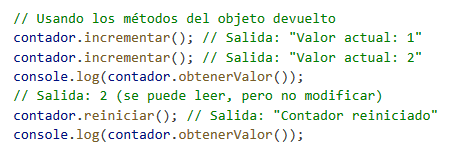 // Usando los métodos del objeto devuelto
contador.incrementar(); // Salida: "Valor actual: 1"
contador.incrementar(); // Salida: "Valor actual: 2"
console.log(contador.obtenerValor());
// Salida: 2 (se puede leer, pero no modificar)
contador.reiniciar(); // Salida: "Contador reiniciado"
console.log(contador.obtenerValor());